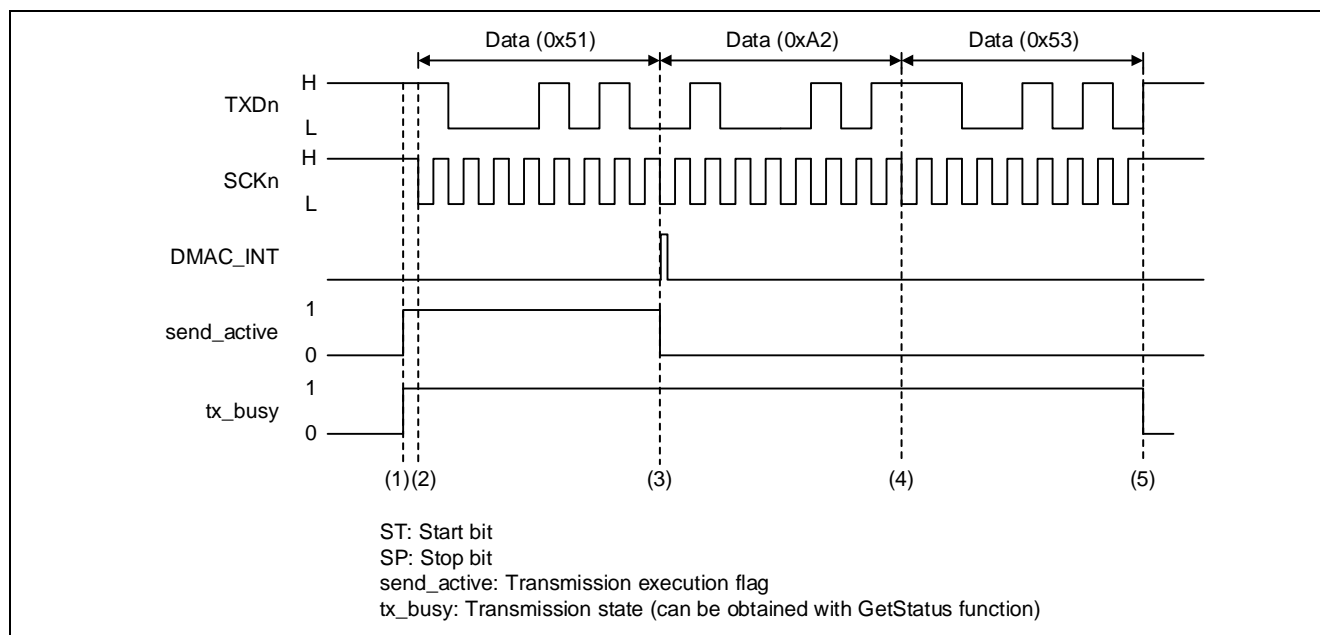 Data (0x51) Data (0xA2) Data (0x53)
H
TXDn
L
H
SCKn
L
DMAC_INT
1
send_active
0
1
tx_busy
0
(1) (2) (3) (4) (5)
ST: Start bit
SP: Stop bit
send_active: Transmission execution flag
tx_busy: Transmission state (can be obtained with GetStatus function)